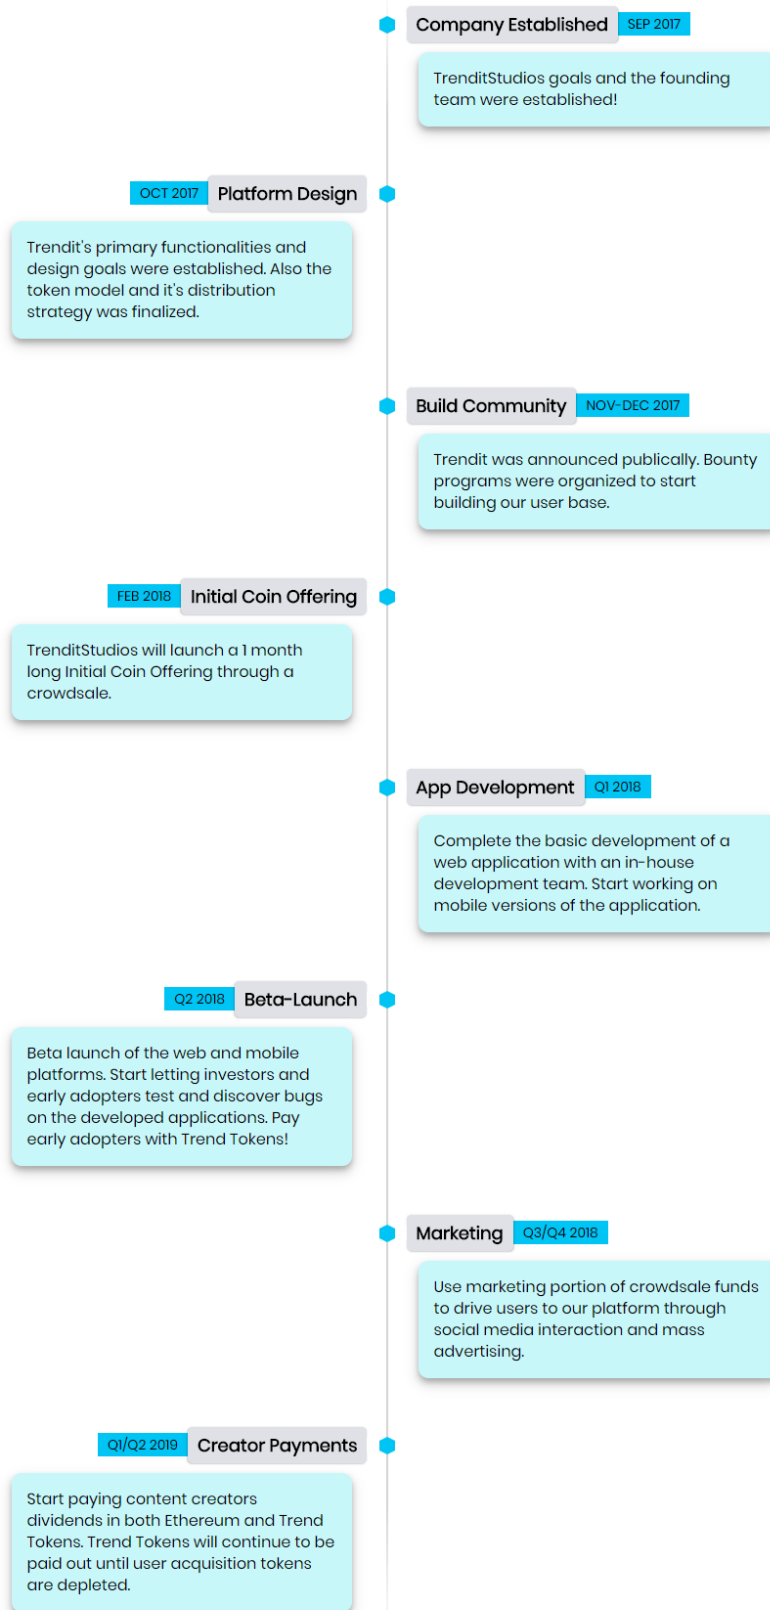 Company Established SEP 2017
TrenditStudios goals and the founding
team were established!
OCT 2017 Platform Design
Trendit's primary functionalities and
design goals were established. Also the
token model and it's distribution
strategy was finalized.
Build Community NOV-DEC 2017
Trendit was announced publically. Bounty
programs were organized to start
building our user base.
FEB 2018 Initial Coin Offering
TrenditStudios will launch a 1 month
long Initial Coin Offering through a
crowdsale.
App Development Q1 2018
Complete the basic development of a
web application with an in-house
development team. Start working on
mobile versions of the application.
Q2 2018 Beta-Launch
Beta launch of the web and mobile
platforms. Start letting investors and
early adopters test and discover bugs
on the developed applications. Pay
early adopters with Trend Tokens!
Marketing Q3/Q4 2018
Use marketing portion of crowdsale funds
to drive users to our platform through
social media interaction and mass
advertising.
Q1/Q2 2019 Creator Payments
Start paying content creators
dividends in both Ethereum and Trend
Tokens. Trend Tokens will continue to be
paid out until user acquisition tokens
are depleted.